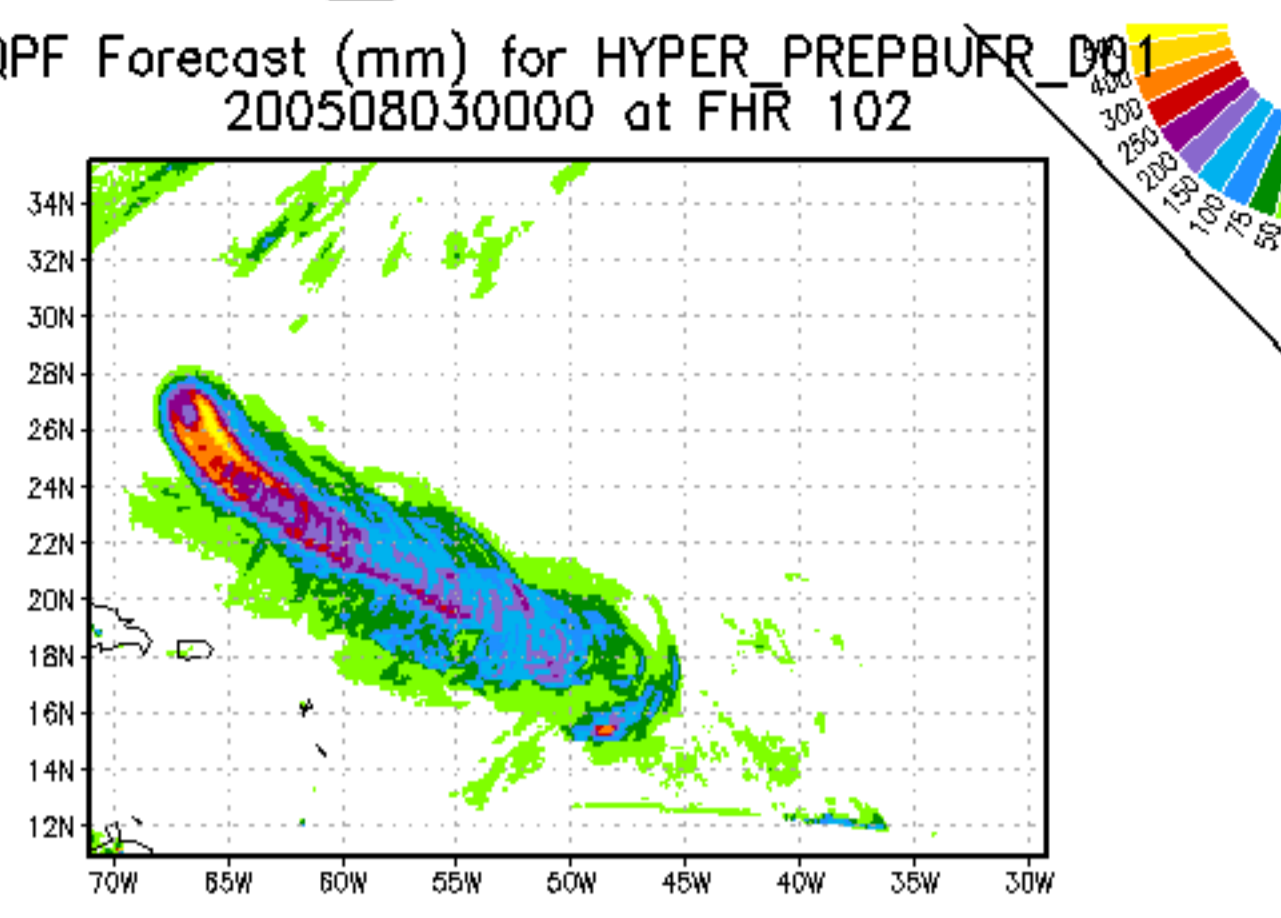 QPF Forecast (mm) for HYPER_PREPBUFR_D01
200508030000 at FHR 102
400
300
250
200
150
100
75
50
34N
32N
30N
28N
26N
24N
22N
20N
18N
16N
14N
12N
70W 65W 60W 55W 50W 45W 40W 35W 30W